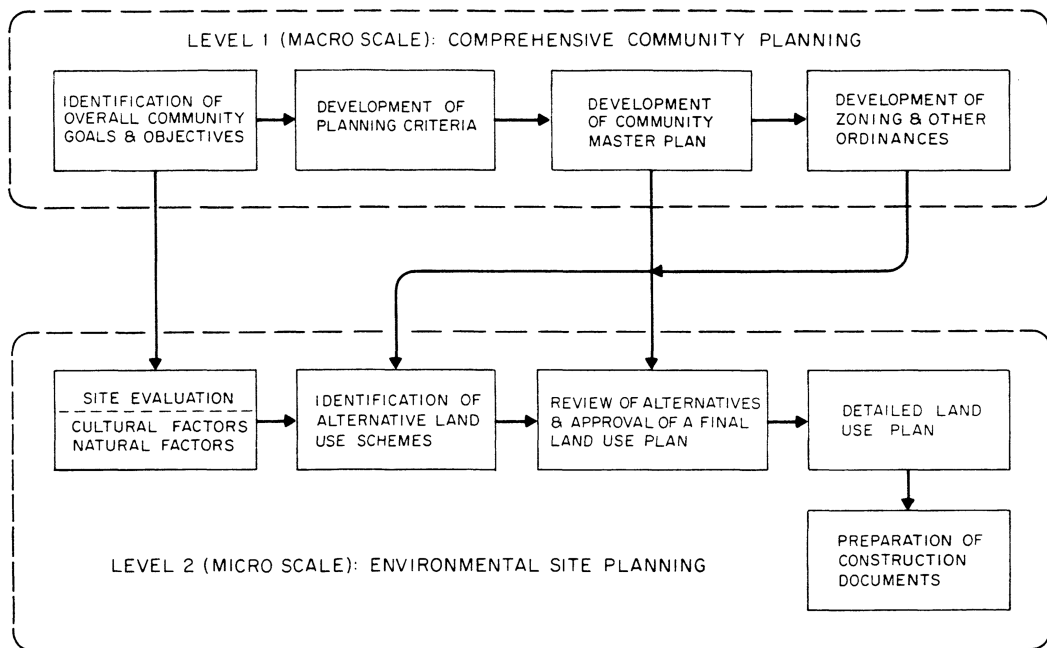 LEVEL 1 (MACRO SCALE): COMPREHENSIVE COMMUNITY PLANNING
IDENTIFICATION OF
OVERALL COMMUNITY
GOALS & OBJECTIVES
DEVELOPMENT OF
PLANNING CRITERIA
DEVELOPMENT
OF COMMUNITY
MASTER PLAN
DEVELOPMENT OF
ZONING & OTHER
ORDINANCES
SITE EVALUATION
CULTURAL FACTORS
NATURAL FACTORS
IDENTIFICATION OF
ALTERNATIVE LAND
USE SCHEMES
REVIEW OF ALTERNATIVES
& APPROVAL OF A FINAL
LAND USE PLAN
DETAILED LAND
USE PLAN
PREPARATION OF
CONSTRUCTION
DOCUMENTS
LEVEL 2 (MICRO SCALE): ENVIRONMENTAL SITE PLANNING